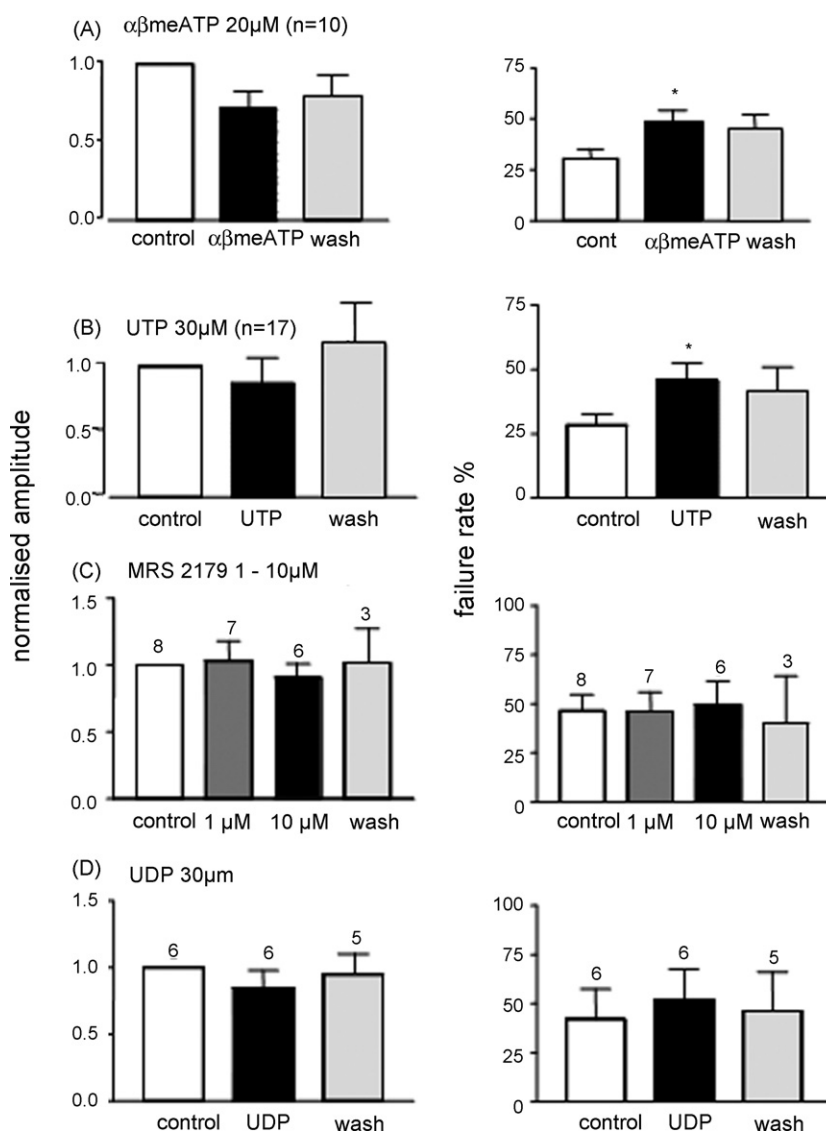 (A) αβmeATP 20μM (n=10)
1.0
0.5
0.0
control αβmeATP wash
75
50
25
0
*
cont αβmeATP wash
(B) UTP 30μM (n=17)
1.0
0.5
0.0
control UTP wash
75
50
25
0
*
control UTP wash
normalised amplitude
failure rate %
(C) MRS 2179 1 - 10μM
1.5
1.0
0.5
0.0
8 7 6 3
control 1 μM 10 μM wash
100
75
50
25
0
8 7 6 3
control 1 μM 10 μM wash
(D) UDP 30μm
1.5
1.0
0.5
0.0
6 6 5
control UDP wash
100
75
50
25
0
6 6 5
control UDP wash